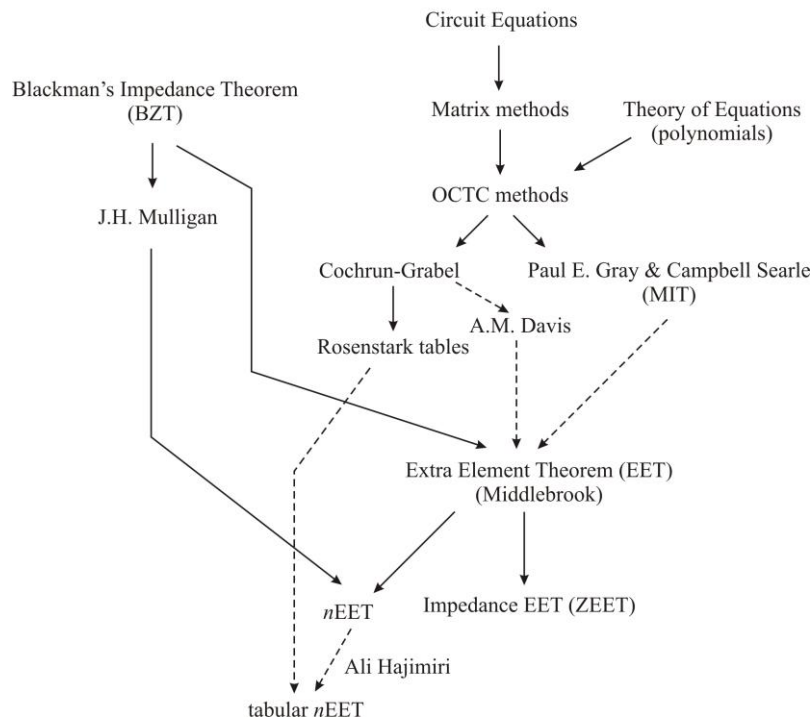 Circuit Equations
Blackman’s Impedance Theorem
(BZT)
Matrix methods
Theory of Equations
(polynomials)
OCTC methods
J.H. Mulligan
Cochrun-Grabel
Paul E. Gray & Campbell Searle
(MIT)
A.M. Davis
Rosenstark tables
Extra Element Theorem (EET)
(Middlebrook)
nEET
Impedance EET (ZEET)
Ali Hajimiri
tabular nEET